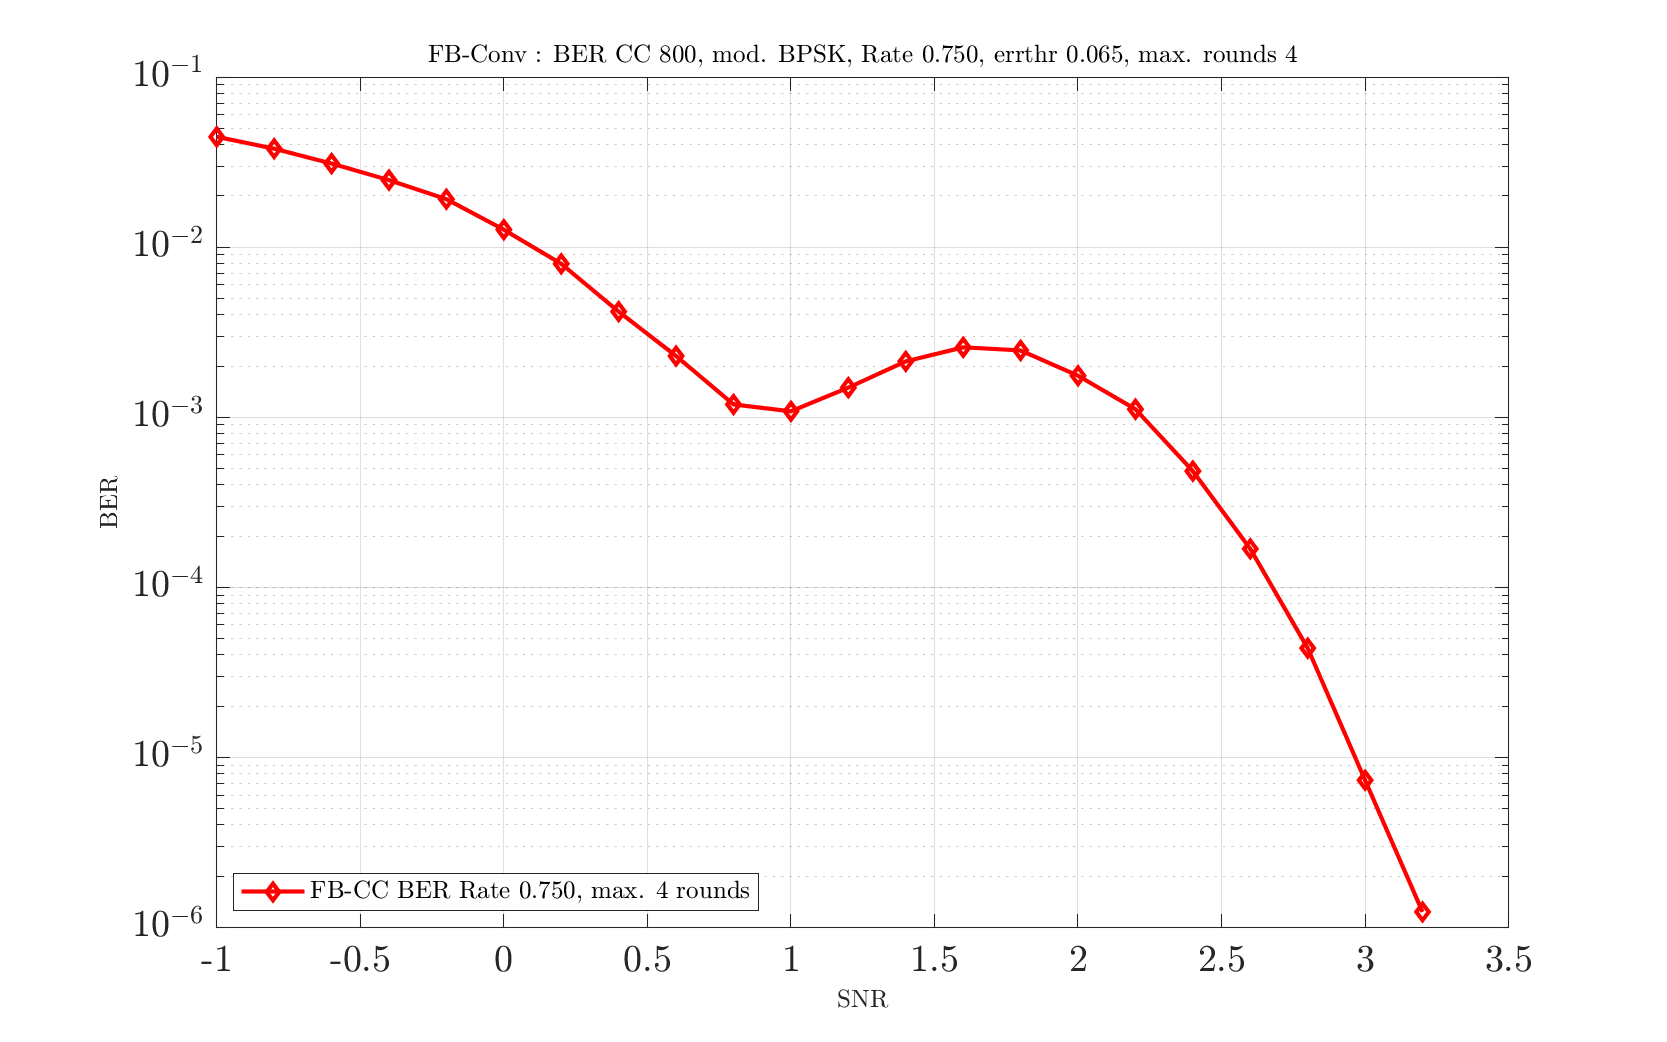 FB-Conv : BER CC 800, mod. BPSK, Rate 0.750, errthr 0.065, max. rounds 4
10^{-1}
10^{-2}
10^{-3}
BER
10^{-4}
10^{-5}
FB-CC BER Rate 0.750, max. 4 rounds
10^{-6}
-1 -0.5 0 0.5 1 1.5 2 2.5 3 3.5
SNR